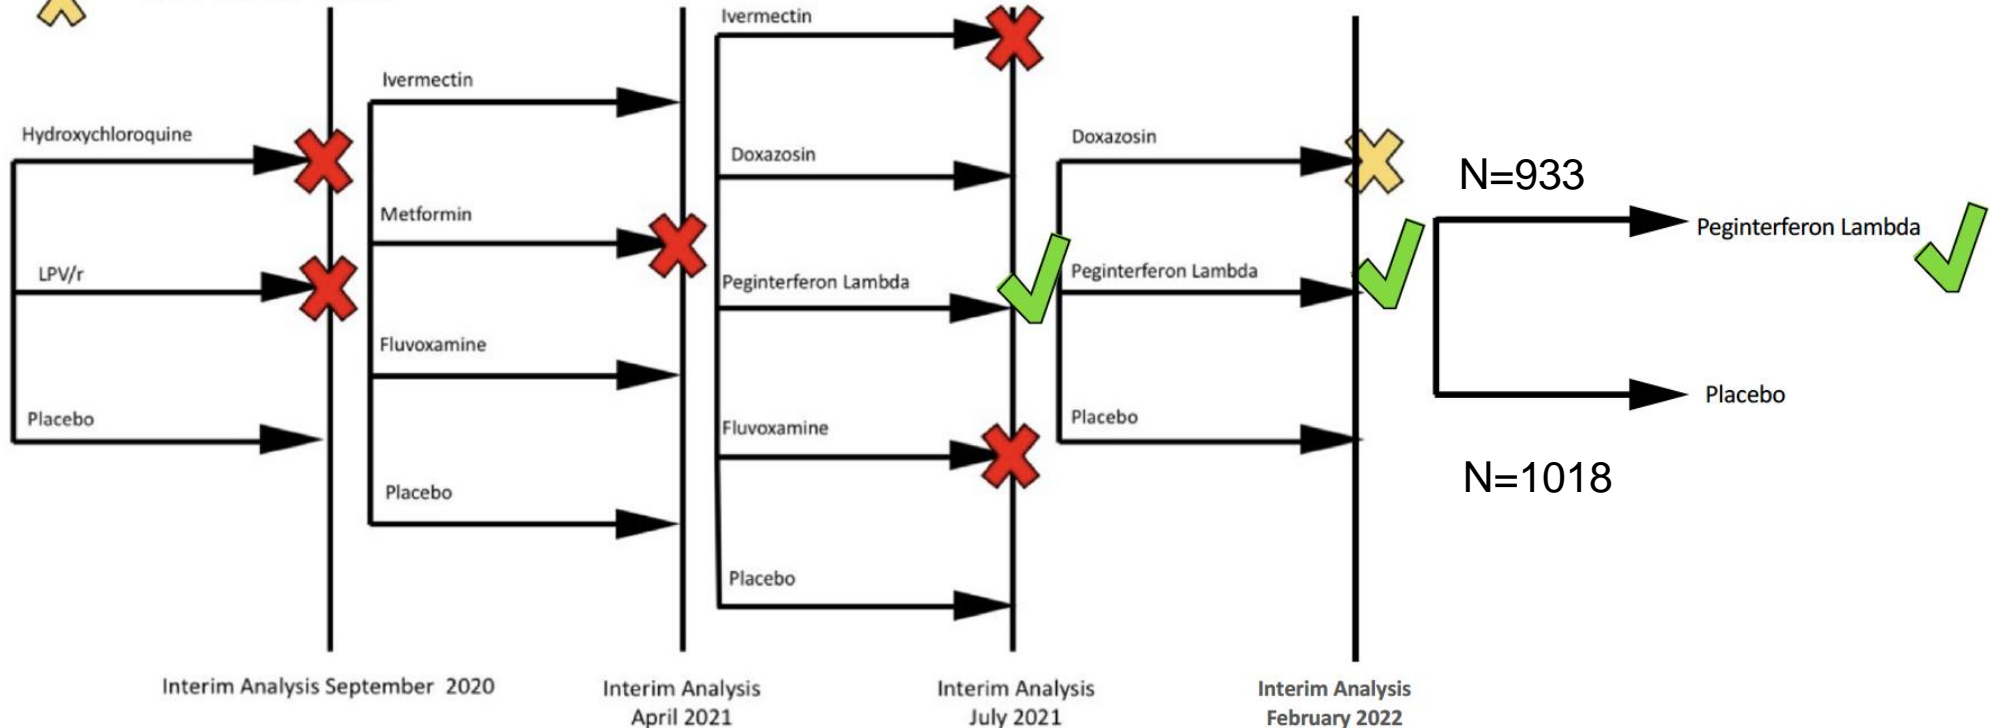 Hydroxychloroquine
LPV/r
Placebo
Interim Analysis September 2020
Ivermectin
Metformin
Fluvoxamine
Placebo
Interim Analysis
April 2021
Ivermectin
Doxazosin
Peginterferon Lambda
Fluvoxamine
Placebo
Interim Analysis
July 2021
Doxazosin
Peginterferon Lambda
Placebo
Interim Analysis
February 2022
N=933
Peginterferon Lambda
Placebo
N=1018